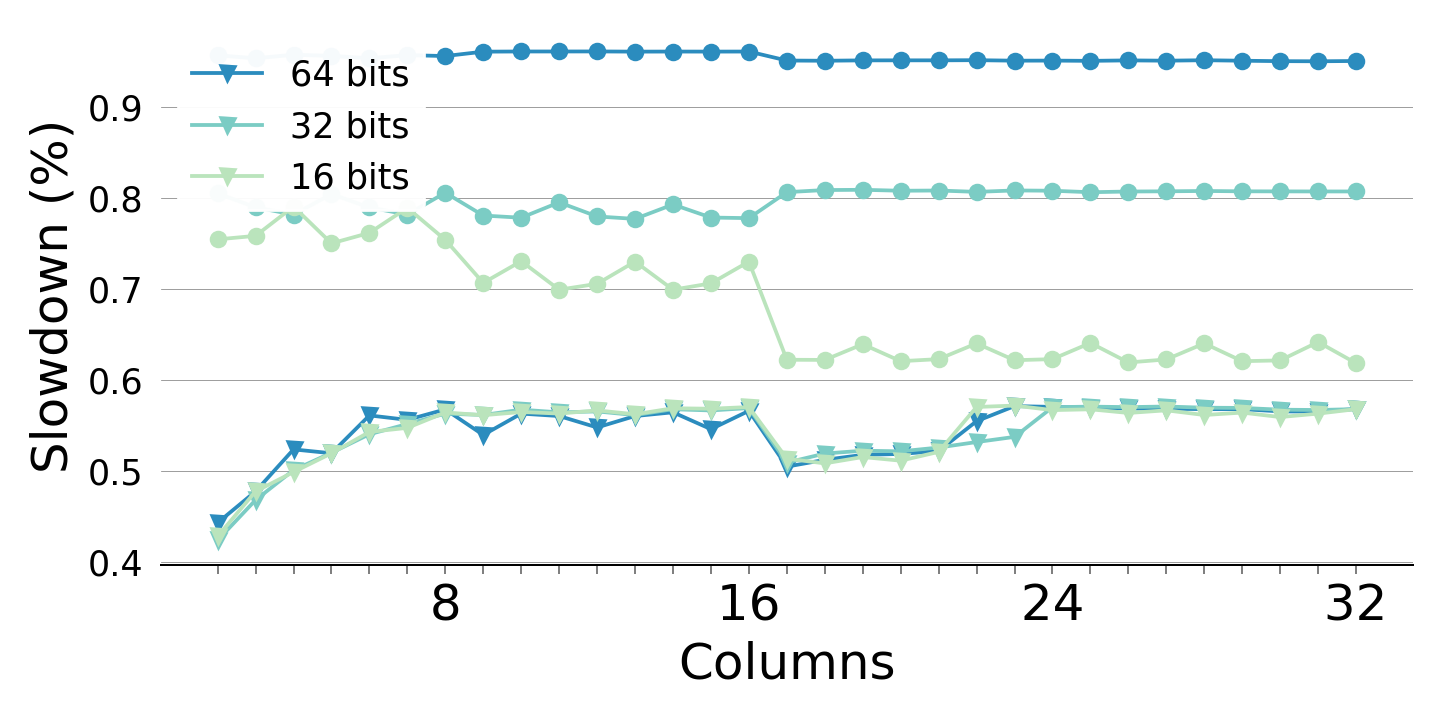 64 bits
32 bits
16 bits
0.9
0.8
0.7
0.6
0.5
0.4
Slowdown (%)
8 16 24 32
Columns